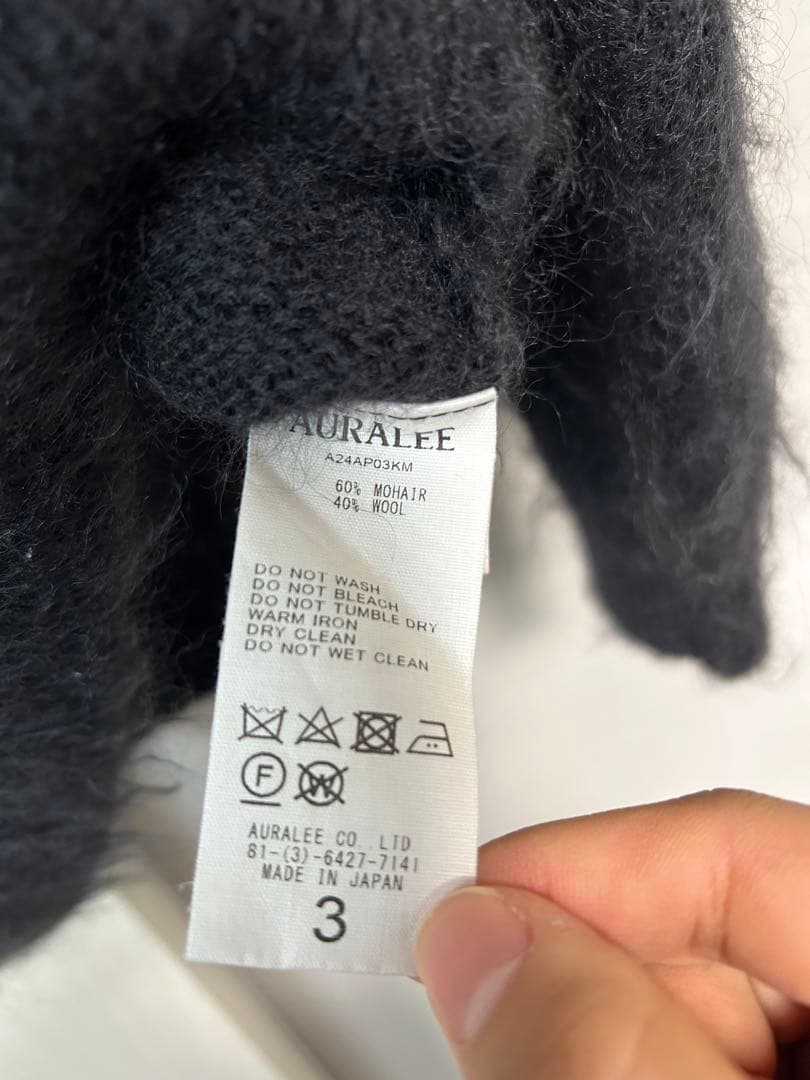 AURALEE
A24AP03KM
60% MOHAIR
40% WOOL
DO NOT WASH
DO NOT BLEACH
DO NOT TUMBLE DRY
WARM IRON
DRY CLEAN
DO NOT WET CLEAN
F W
AURALEE CO.,LTD
81-(3)-6427-7141
MADE IN JAPAN
3